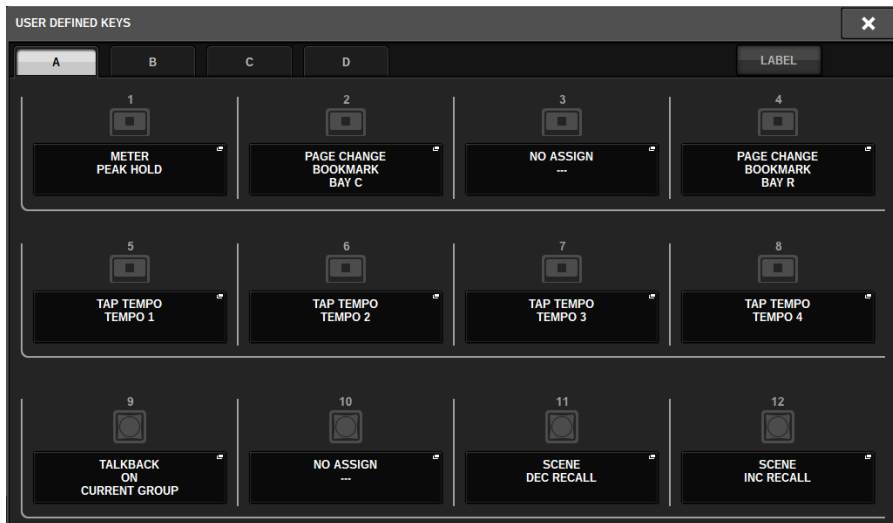 USER DEFINED KEYS
A B C D LABEL
1 2 3 4
METER
PEAK HOLD
PAGE CHANGE
BOOKMARK
BAY C
NO ASSIGN
---
PAGE CHANGE
BOOKMARK
BAY R
5 6 7 8
TAP TEMPO
TEMPO 1
TAP TEMPO
TEMPO 2
TAP TEMPO
TEMPO 3
TAP TEMPO
TEMPO 4
9 10 11 12
TALKBACK
ON
CURRENT GROUP
NO ASSIGN
---
SCENE
DEC RECALL
SCENE
INC RECALL